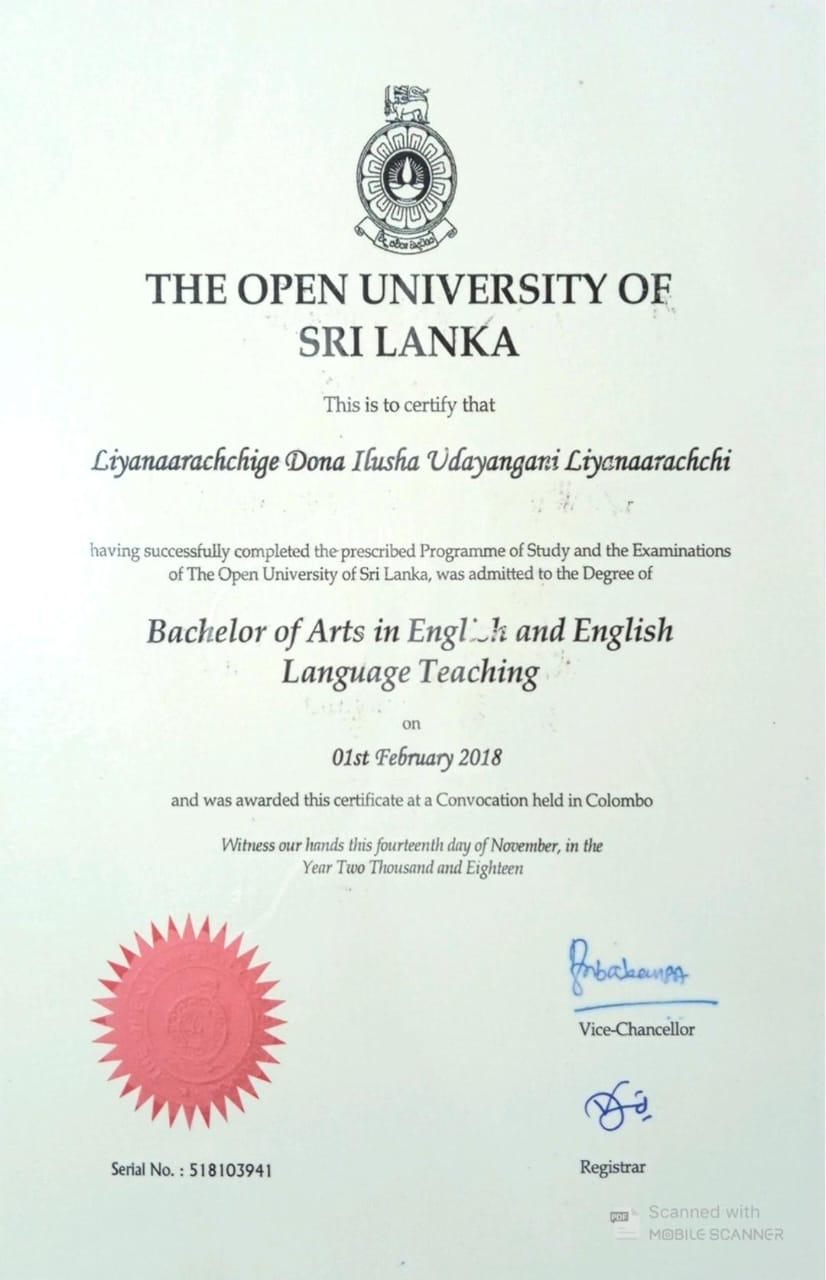 THE OPEN UNIVERSITY OF
SRI LANKA
This is to certify that
Liyanaarachchige Dona Ilusha Udayangani Liyanaarachchi
having successfully completed the prescribed Programme of Study and the Examinations
of The Open University of Sri Lanka, was admitted to the Degree of
Bachelor of Arts in English and English
Language Teaching
on
01st February 2018
and was awarded this certificate at a Convocation held in Colombo
Witness our hands this fourteenth day of November, in the
Year Two Thousand and Eighteen
Vice-Chancellor
Registrar
Serial No. : 518103941
PDF
Scanned with
MOBILE SCANNER